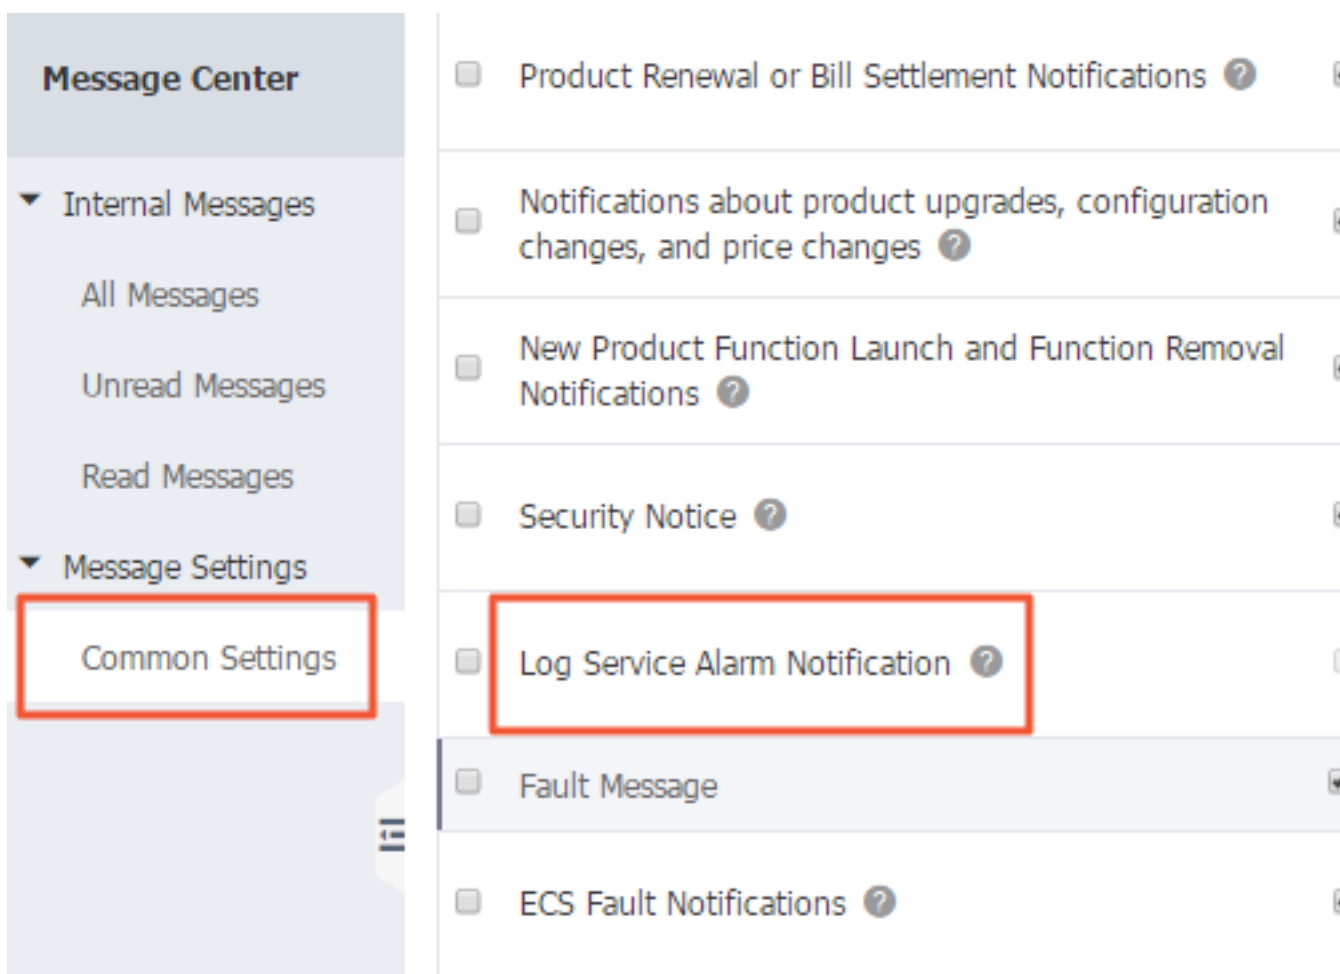 Message Center
Internal Messages
All Messages
Unread Messages
Read Messages
Message Settings
Common Settings
Product Renewal or Bill Settlement Notifications ?
Notifications about product upgrades, configuration
changes, and price changes ?
New Product Function Launch and Function Removal
Notifications ?
Security Notice ?
Log Service Alarm Notification ?
Fault Message
ECS Fault Notifications ?